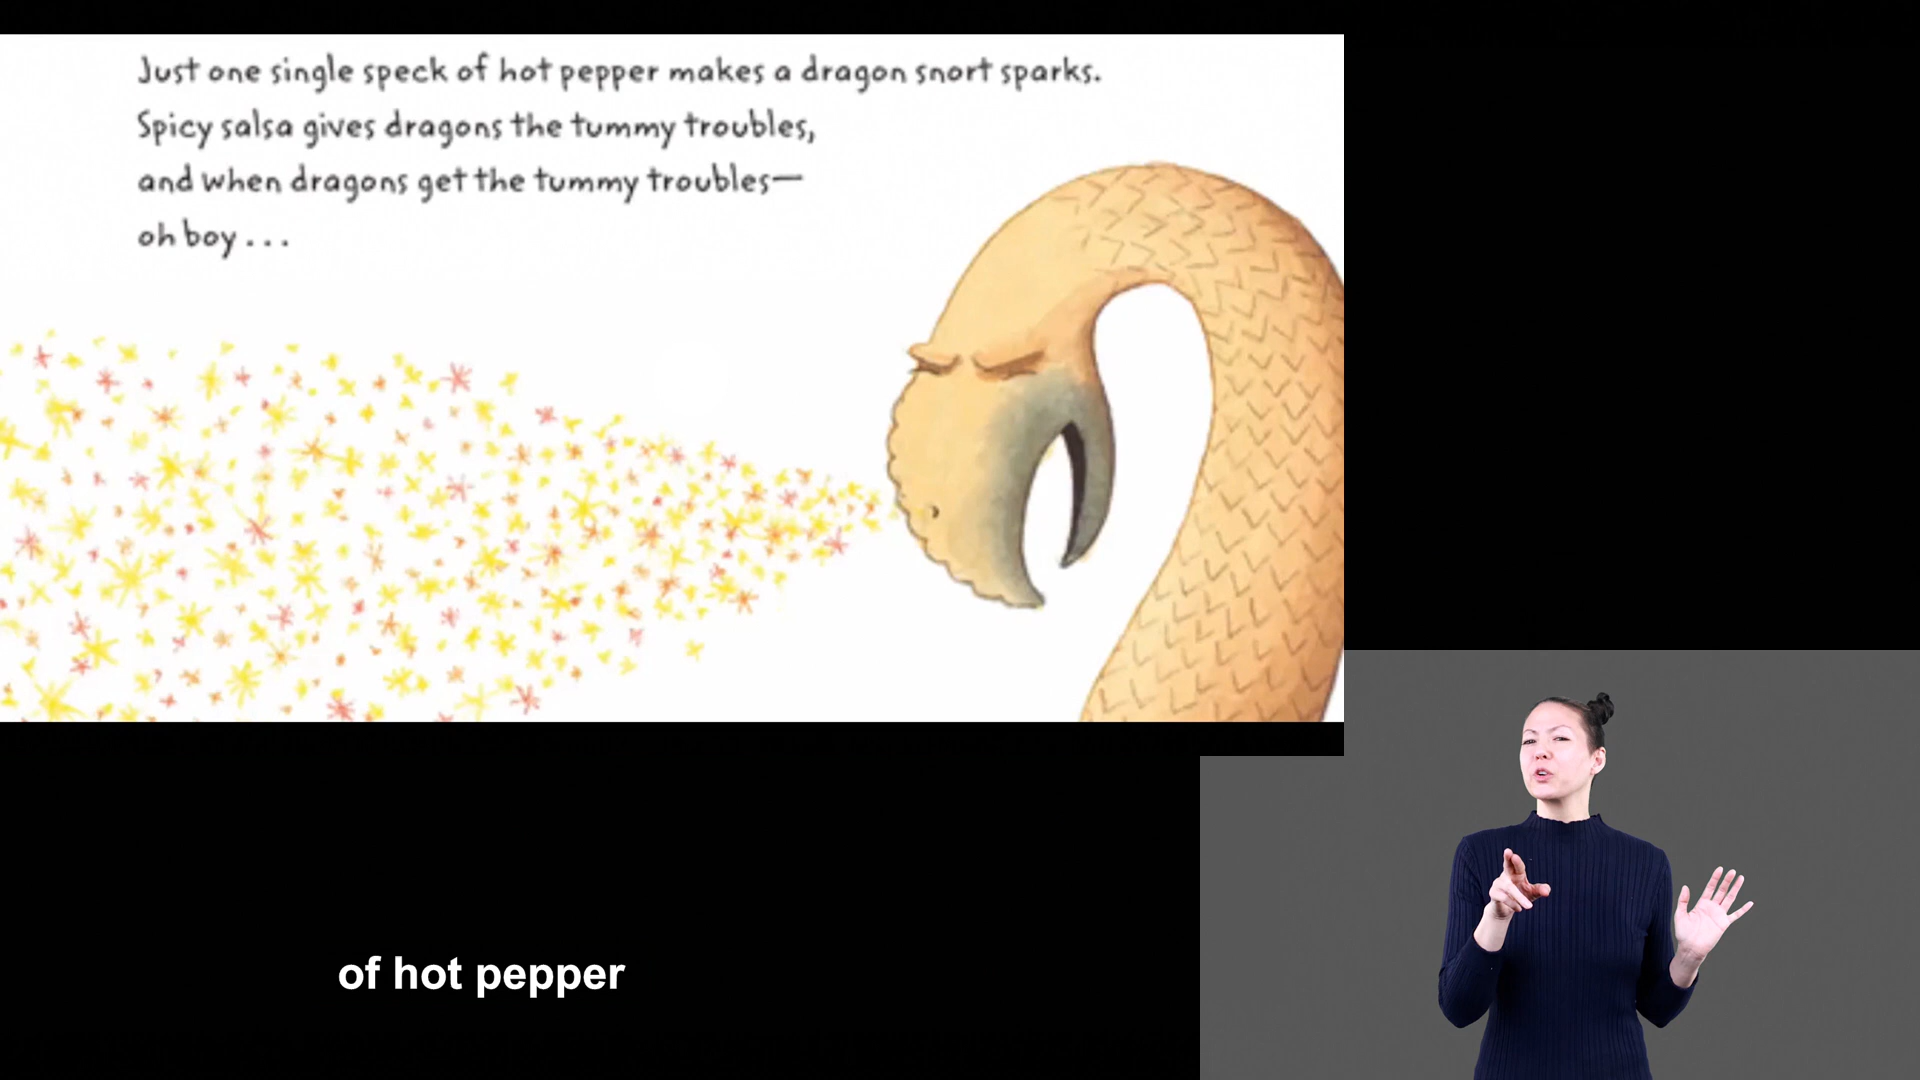 Just one single speck of hot pepper makes a dragon snort sparks.
Spicy salsa gives dragons the tummy troubles,
and when dragons get the tummy troubles—
oh boy . . .
of hot pepper